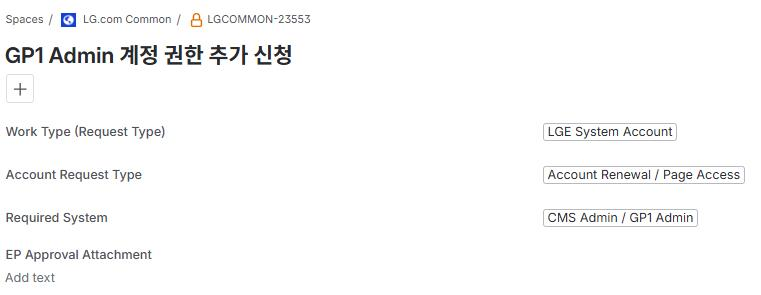 Spaces / LG.com Common / LGCOMMON-23553
GP1 Admin 계정 권한 추가 신청
Work Type (Request Type) LGE System Account
Account Request Type Account Renewal / Page Access
Required System CMS Admin / GP1 Admin
EP Approval Attachment
Add text